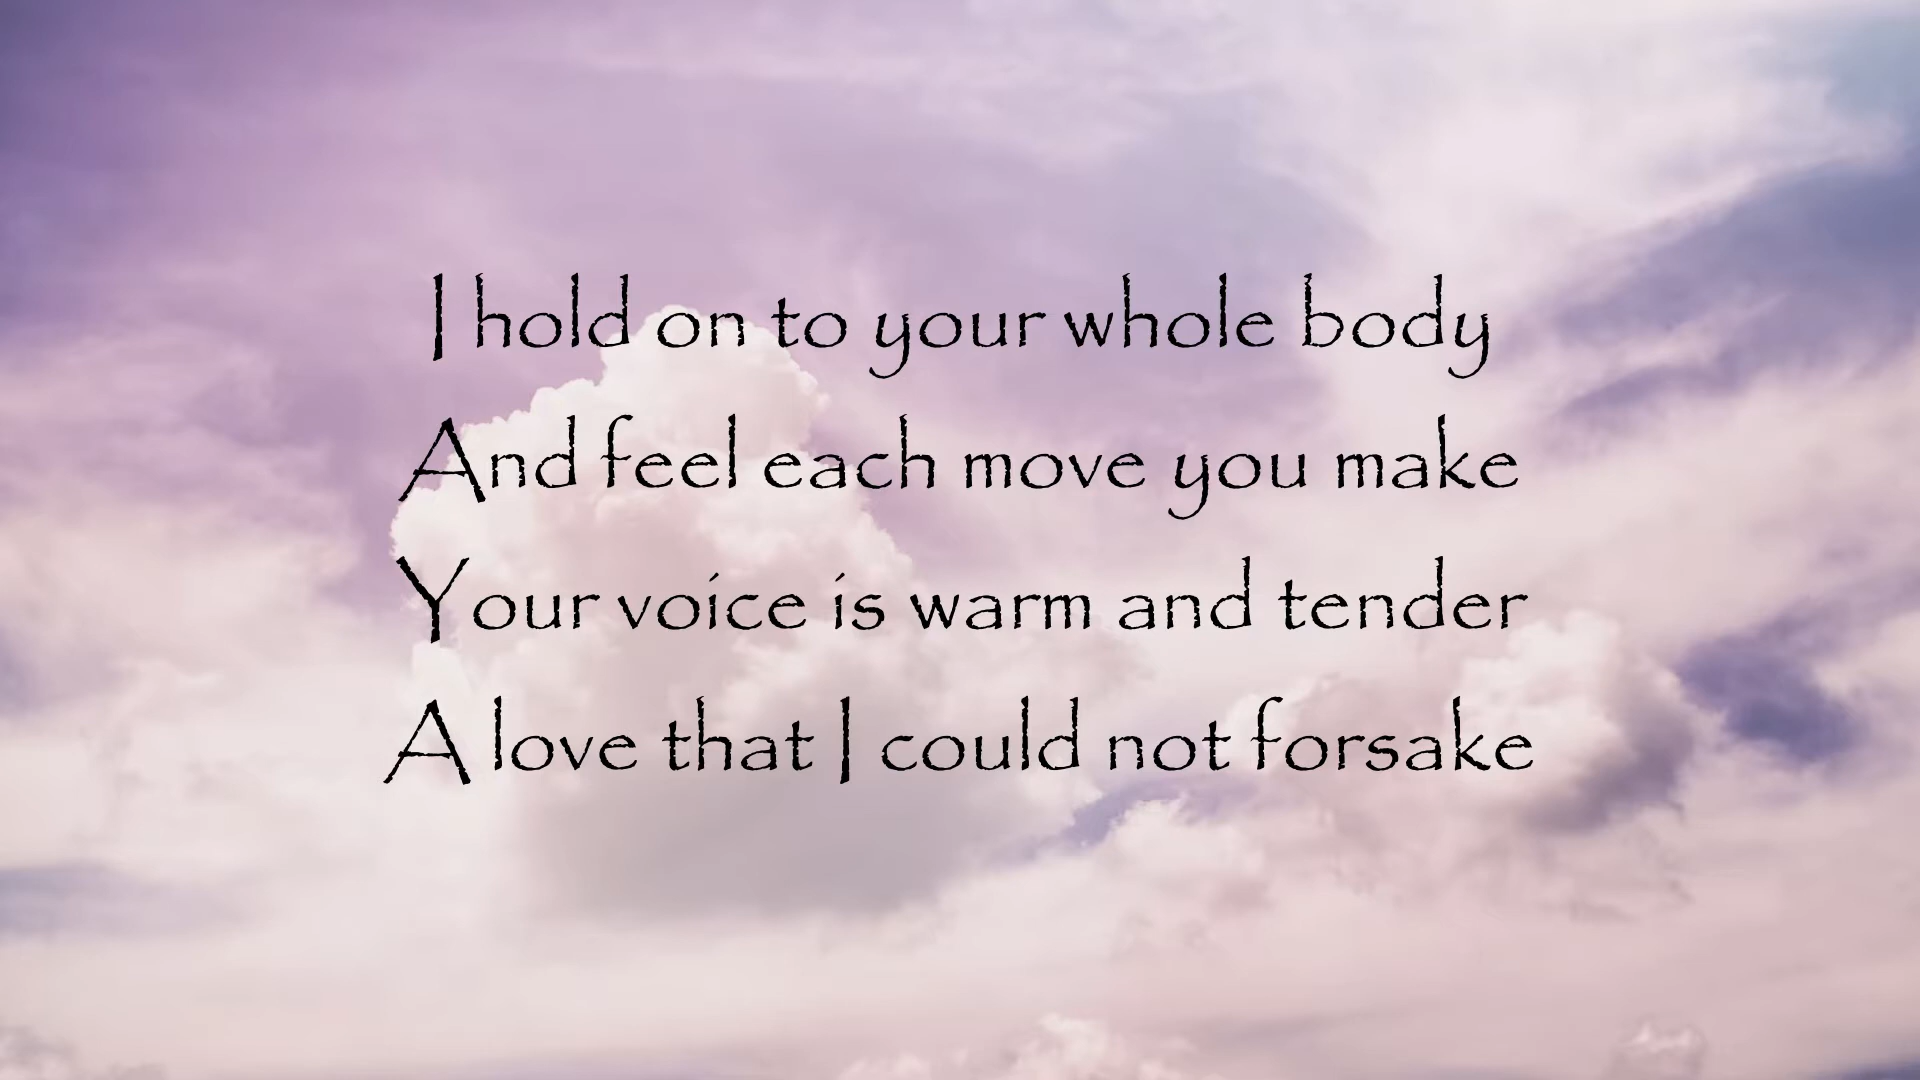 I hold on to your whole body
And feel each move you make
Your voice is warm and tender
A love that I could not forsake